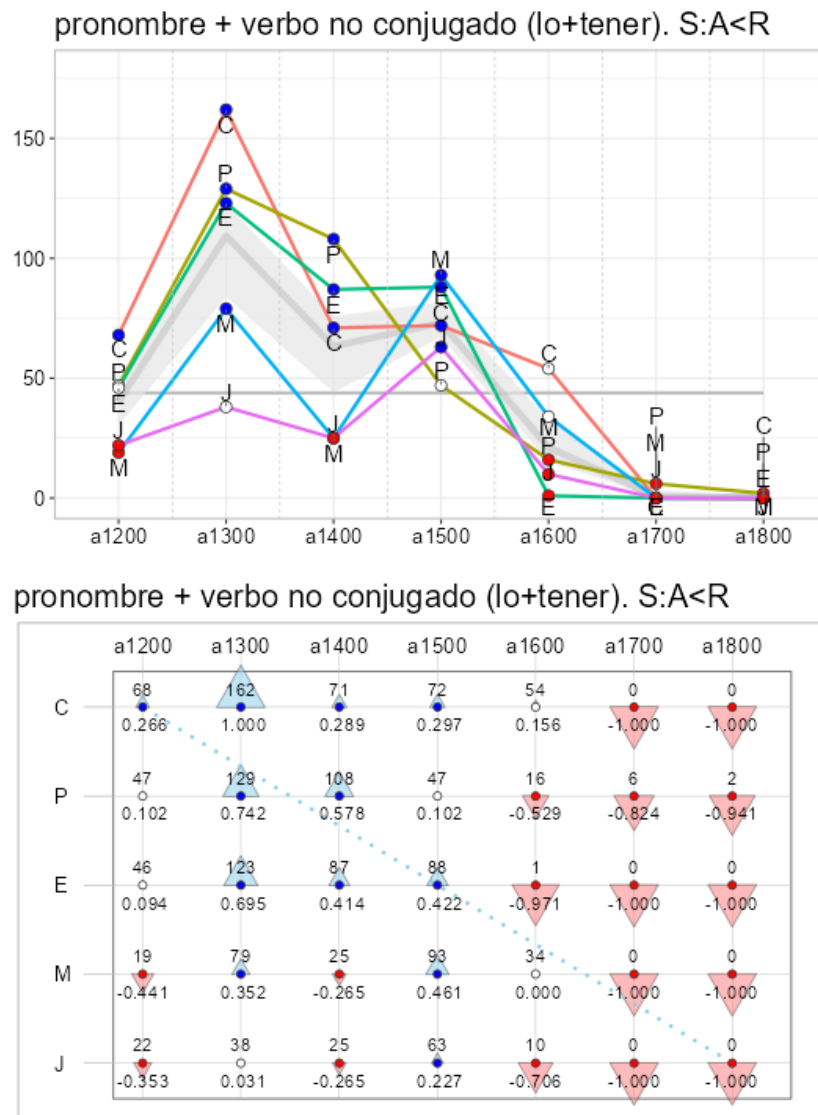 pronombre + verbo no conjugado (lo+tener). S:A<R
150
100
50
0
C
P
E
M
J
C
P
E
J
M
P
E
C
J
M
M
E
C
J
P
C
M
P
J
E
P
M
J
E
C
C
P
E
M
a1200 a1300 a1400 a1500 a1600 a1700 a1800
pronombre + verbo no conjugado (lo+tener). S:A<R
a1200 a1300 a1400 a1500 a1600 a1700 a1800
68 162 71 72 54 0 0
C
0.266 1.000 0.289 0.297 0.156 -1.000 -1.000
47 129 108 47 16 6 2
P
0.102 0.742 0.578 0.102 -0.529 -0.824 -0.941
46 123 87 88 1 0 0
E
0.094 0.695 0.414 0.422 -0.971 -1.000 -1.000
19 79 25 93 34 0 0
M
-0.441 0.352 -0.265 0.461 0.000 -1.000 -1.000
22 38 25 63 10 0 0
J
-0.353 0.031 -0.265 0.227 -0.706 -1.000 -1.000